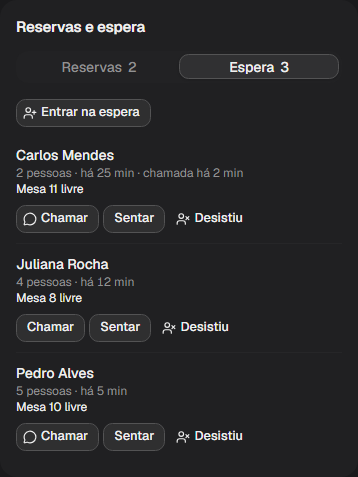 Reservas e espera
Reservas 2
Espera 3
Entrar na espera
Carlos Mendes
2 pessoas · há 25 min · chamada há 2 min
Mesa 11 livre
Chamar Sentar Desistiu
Juliana Rocha
4 pessoas · há 12 min
Mesa 8 livre
Chamar Sentar Desistiu
Pedro Alves
5 pessoas · há 5 min
Mesa 10 livre
Chamar Sentar Desistiu